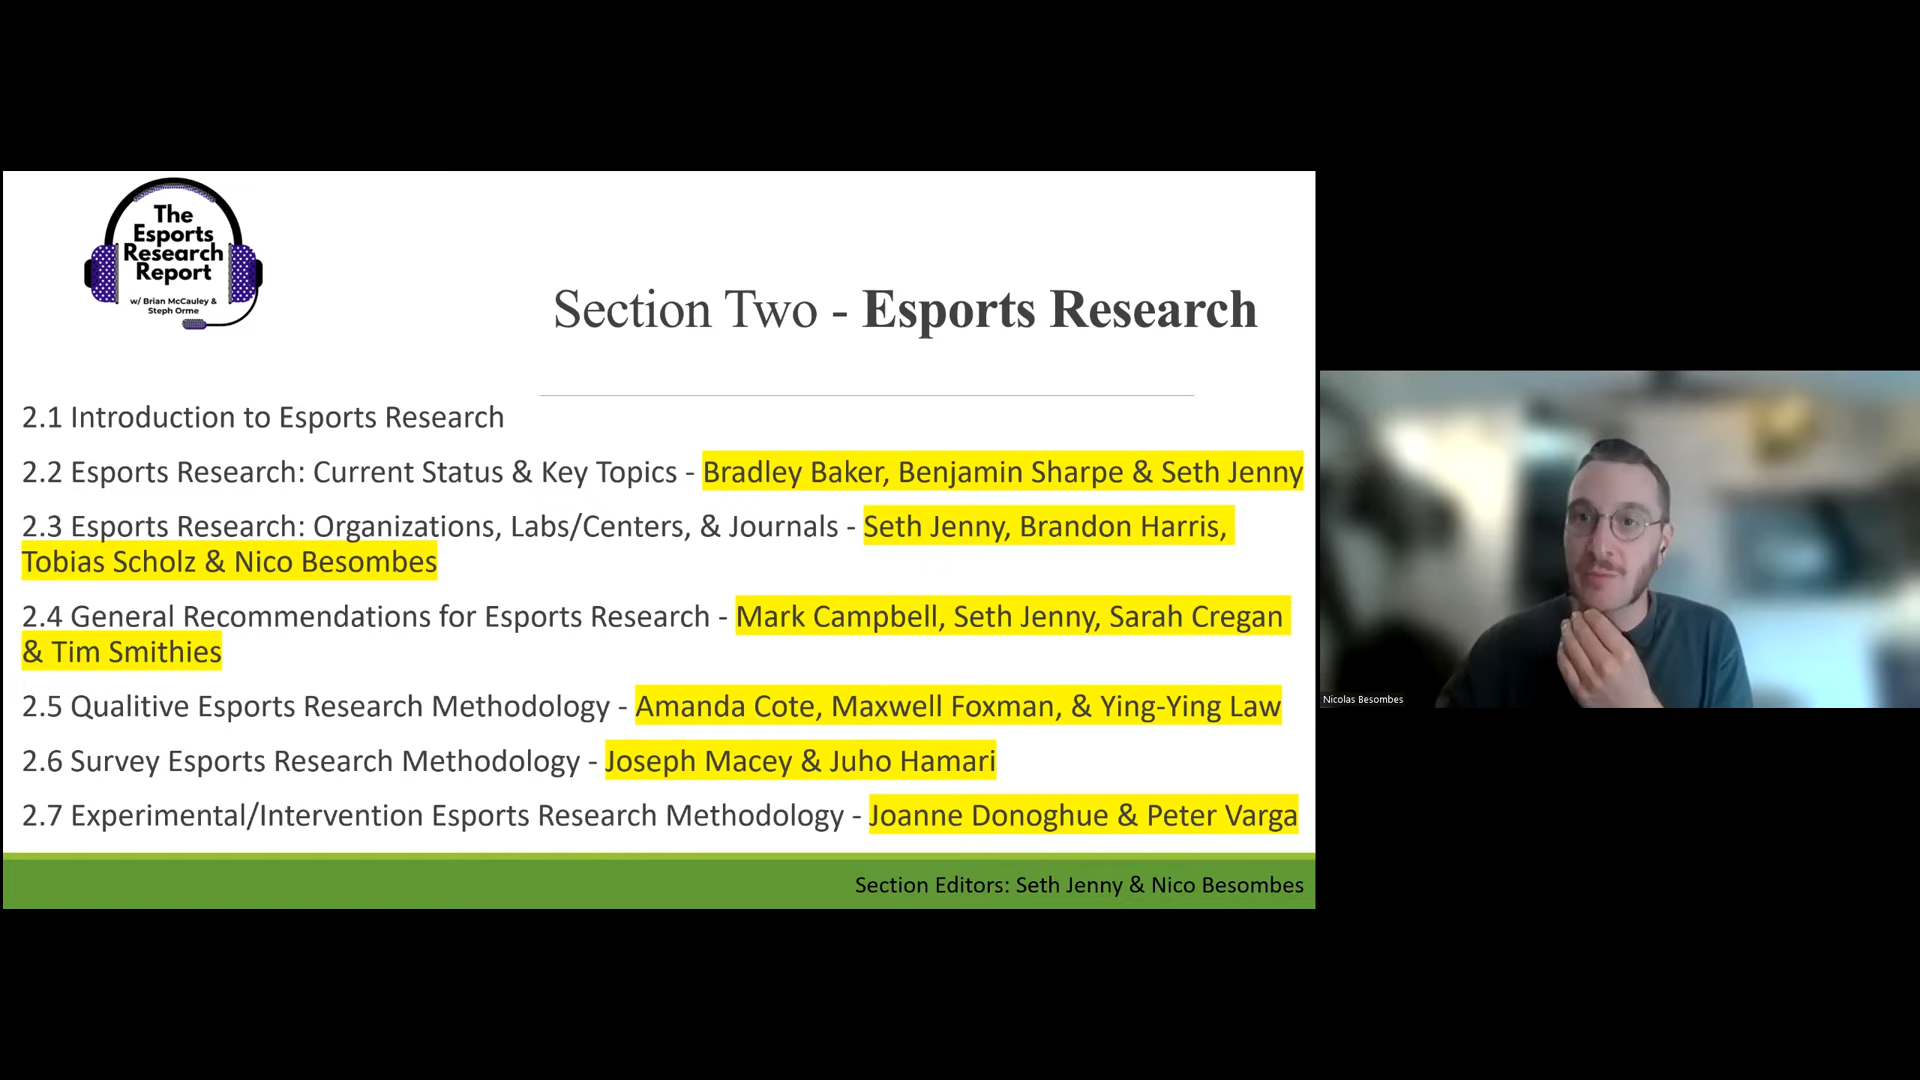 The
Esports
Research
Report
w/ Brian McCauley &
Steph Orme
Section Two - Esports Research
2.1 Introduction to Esports Research
2.2 Esports Research: Current Status & Key Topics - Bradley Baker, Benjamin Sharpe & Seth Jenny
2.3 Esports Research: Organizations, Labs/Centers, & Journals - Seth Jenny, Brandon Harris,
Tobias Scholz & Nico Besombes
2.4 General Recommendations for Esports Research - Mark Campbell, Seth Jenny, Sarah Cregan
& Tim Smithies
2.5 Qualitive Esports Research Methodology - Amanda Cote, Maxwell Foxman, & Ying-Ying Law
2.6 Survey Esports Research Methodology - Joseph Macey & Juho Hamari
2.7 Experimental/Intervention Esports Research Methodology - Joanne Donoghue & Peter Varga
Section Editors: Seth Jenny & Nico Besombes
Nicolas Besombes